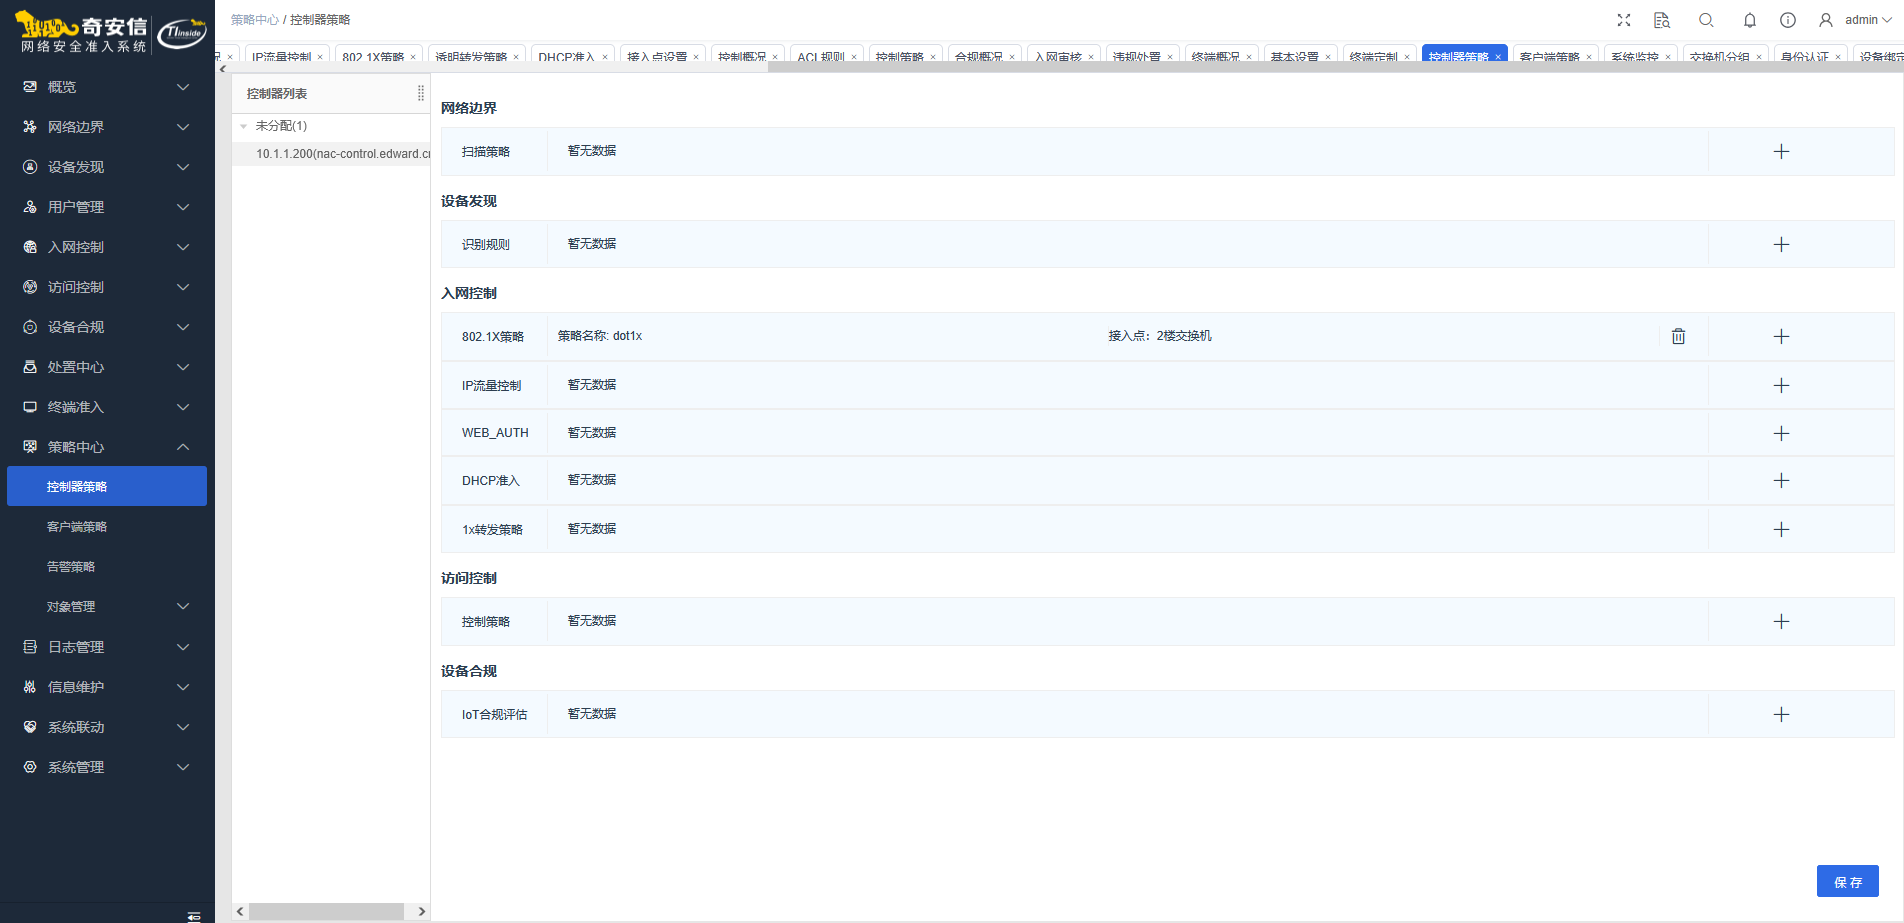 奇安信
网络安全准入系统
TInside
策略中心 / 控制器策略
admin
况 ×
IP流量控制 ×
802.1X策略 ×
透明转发策略 ×
DHCP准入 ×
接入点设置 ×
控制概况 ×
ACL规则 ×
控制策略 ×
合规概况 ×
入网审核 ×
违规处置 ×
终端概况 ×
基本设置 ×
终端定制 ×
控制器策略 ×
客户端策略 ×
系统监控 ×
交换机分组 ×
身份认证 ×
设备绑定
概览
网络边界
设备发现
用户管理
入网控制
访问控制
设备合规
处置中心
终端准入
策略中心
控制器策略
客户端策略
告警策略
对象管理
日志管理
信息维护
系统联动
系统管理
控制器列表
未分配(1)
10.1.1.200(nac-control.edward.cn
网络边界
扫描策略 暂无数据
设备发现
识别规则 暂无数据
入网控制
802.1X策略 策略名称: dot1x 接入点：2楼交换机
IP流量控制 暂无数据
WEB_AUTH 暂无数据
DHCP准入 暂无数据
1x转发策略 暂无数据
访问控制
控制策略 暂无数据
设备合规
IoT合规评估 暂无数据
保 存